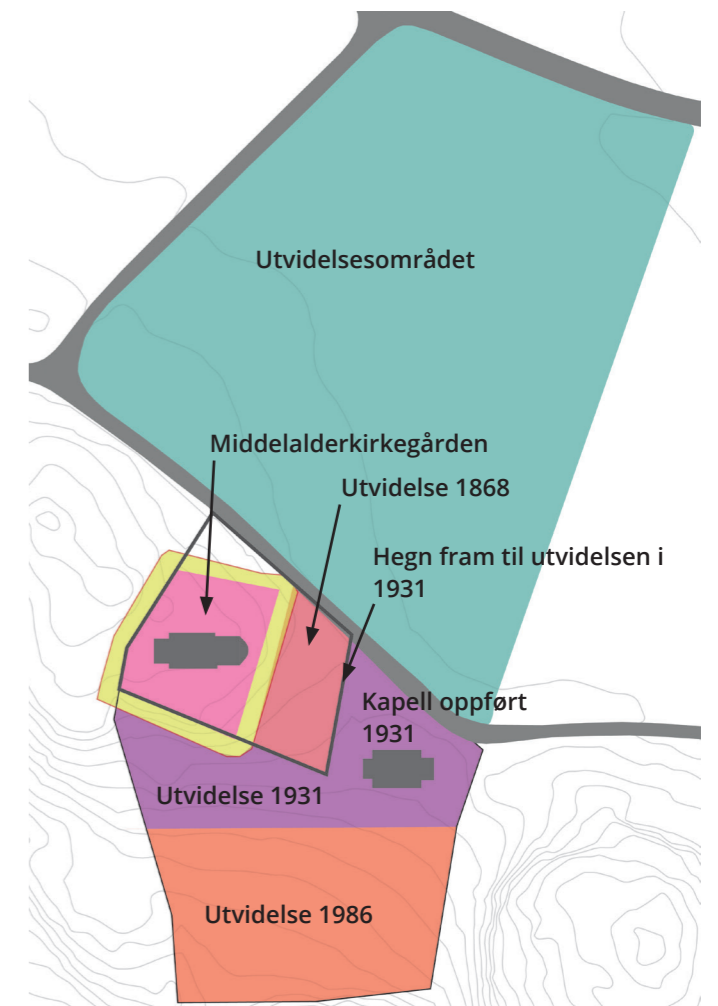 Utvidelsesområdet
Middelalderkirkegården
Utvidelse 1868
Hegn fram til utvidelsen i
1931
Kapell oppført
1931
Utvidelse 1931
Utvidelse 1986